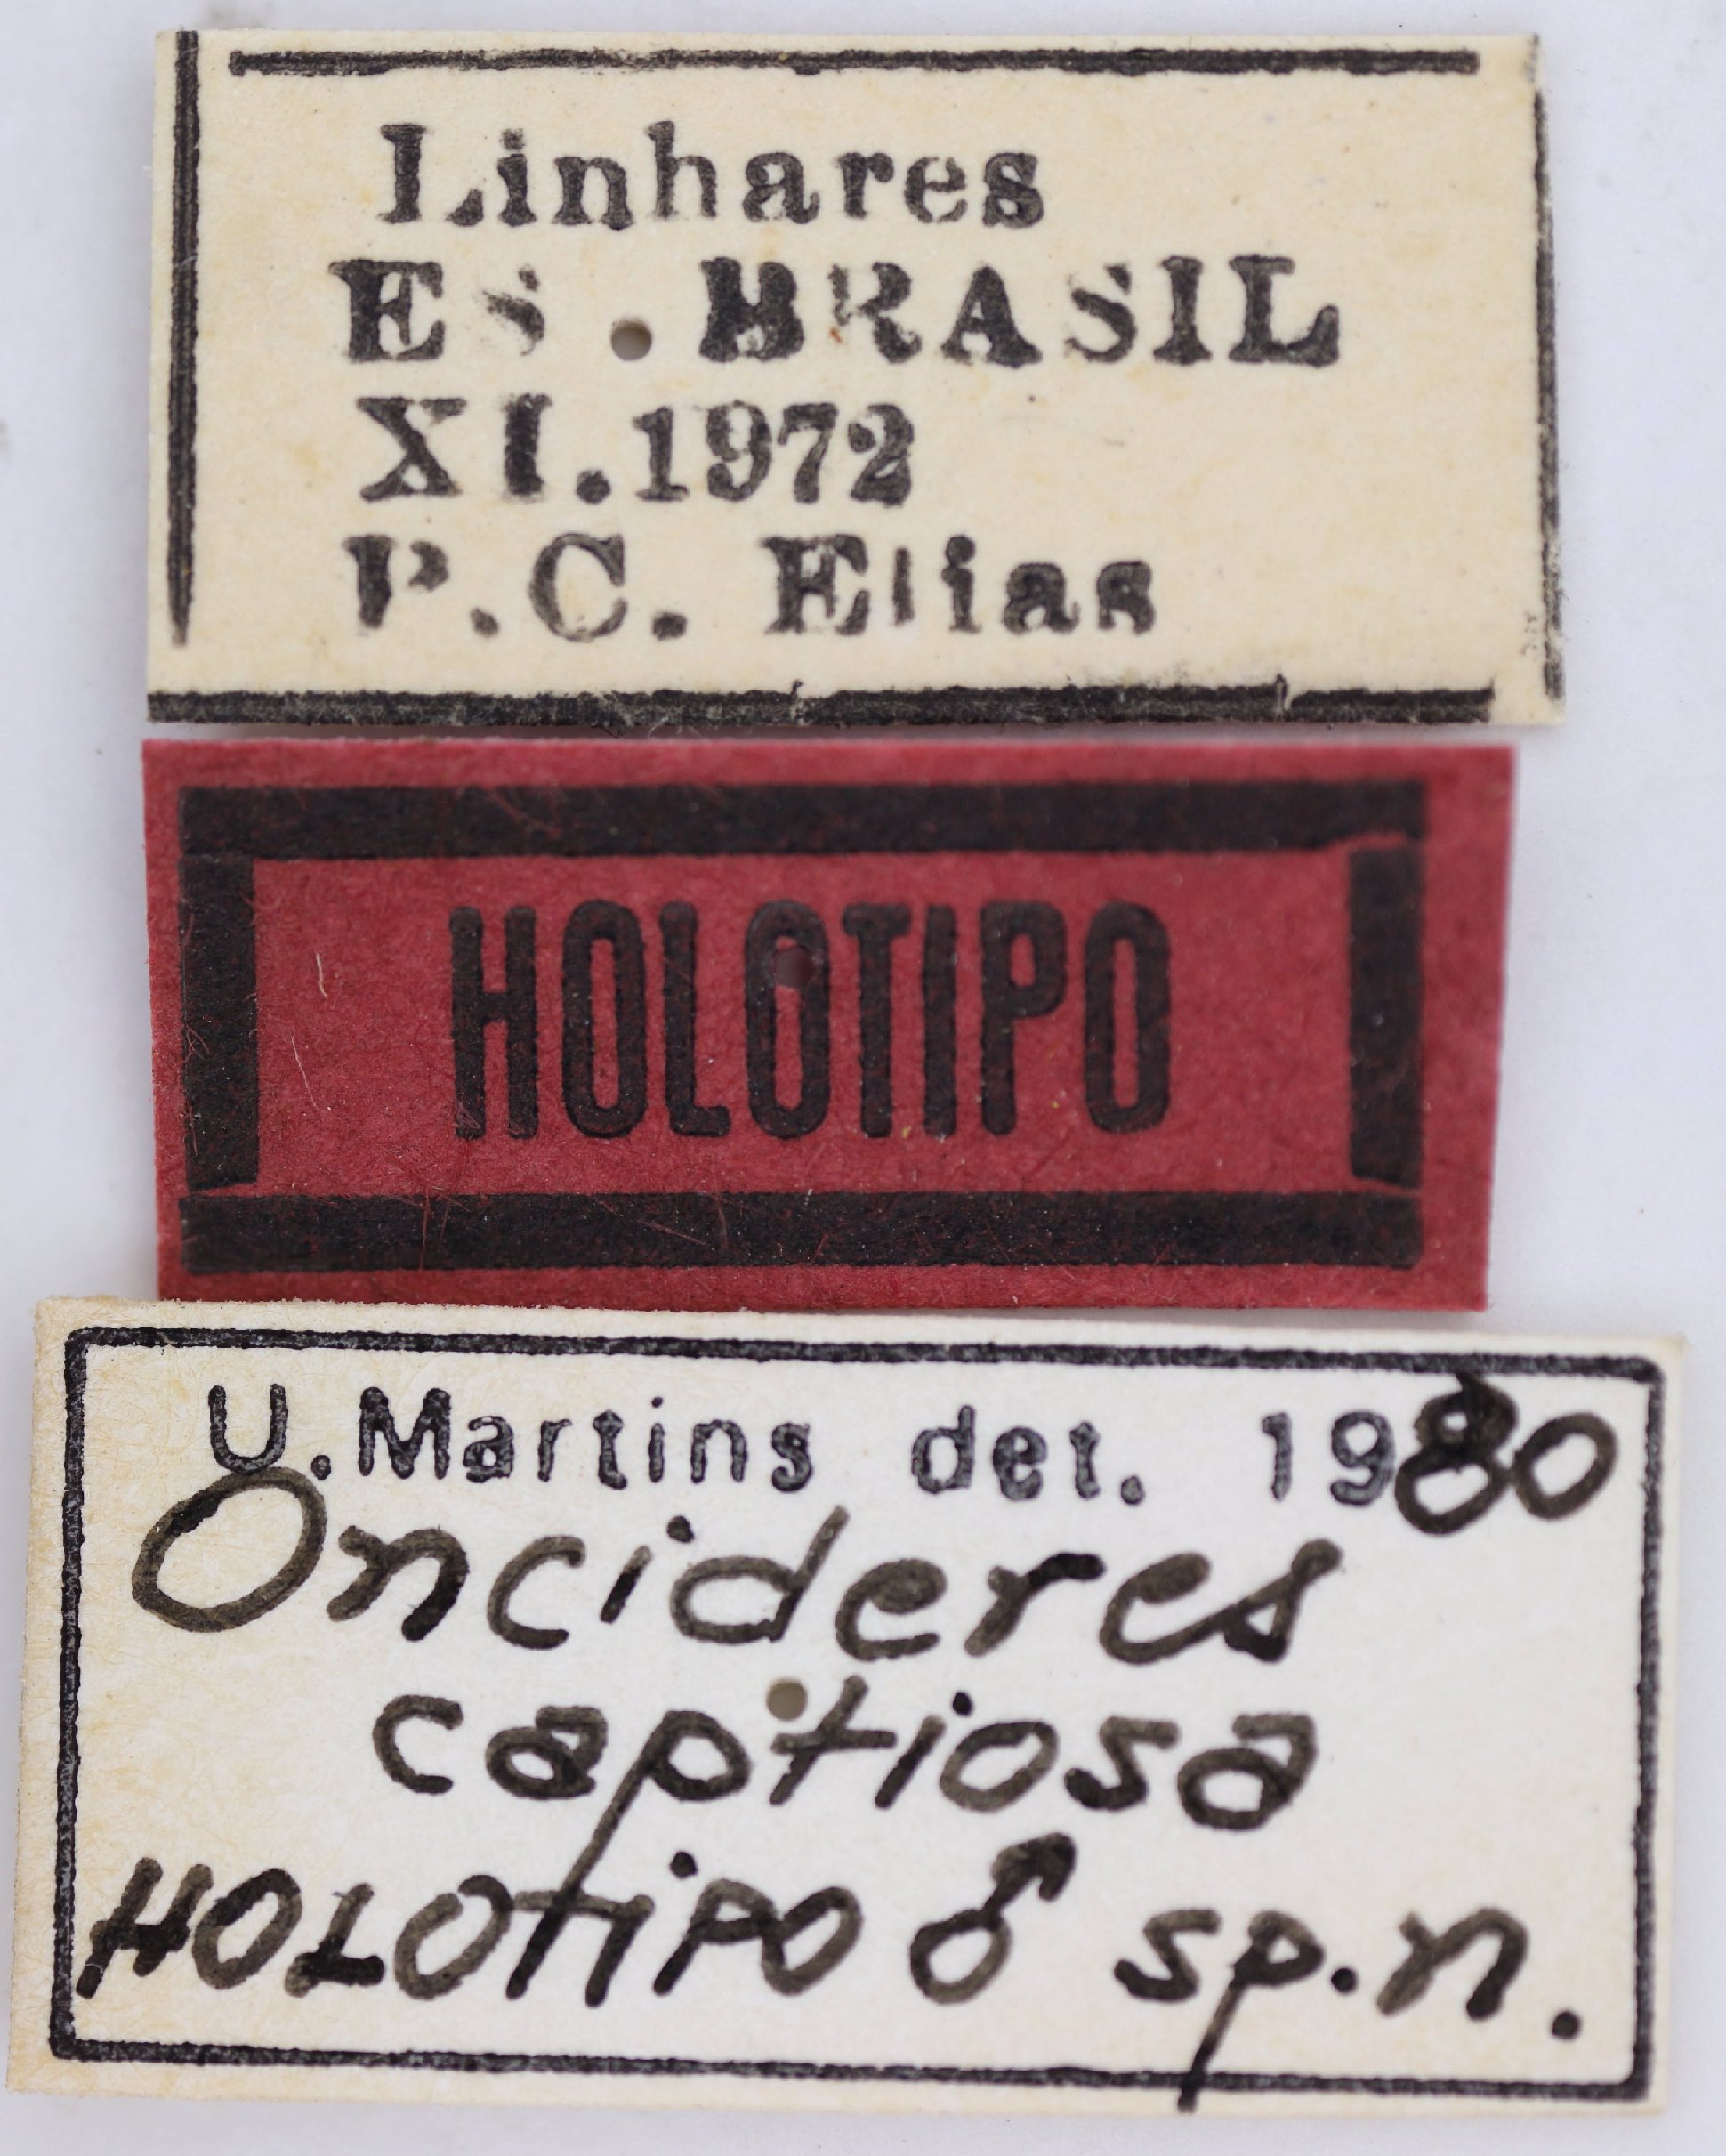 Linhares
ES. BRASIL
XI.1972
P.C. Elias
HOLOTIPO
U.Martins det. 1980
Oncideres
captiosa
HOLOTIPO ♂ sp.n.